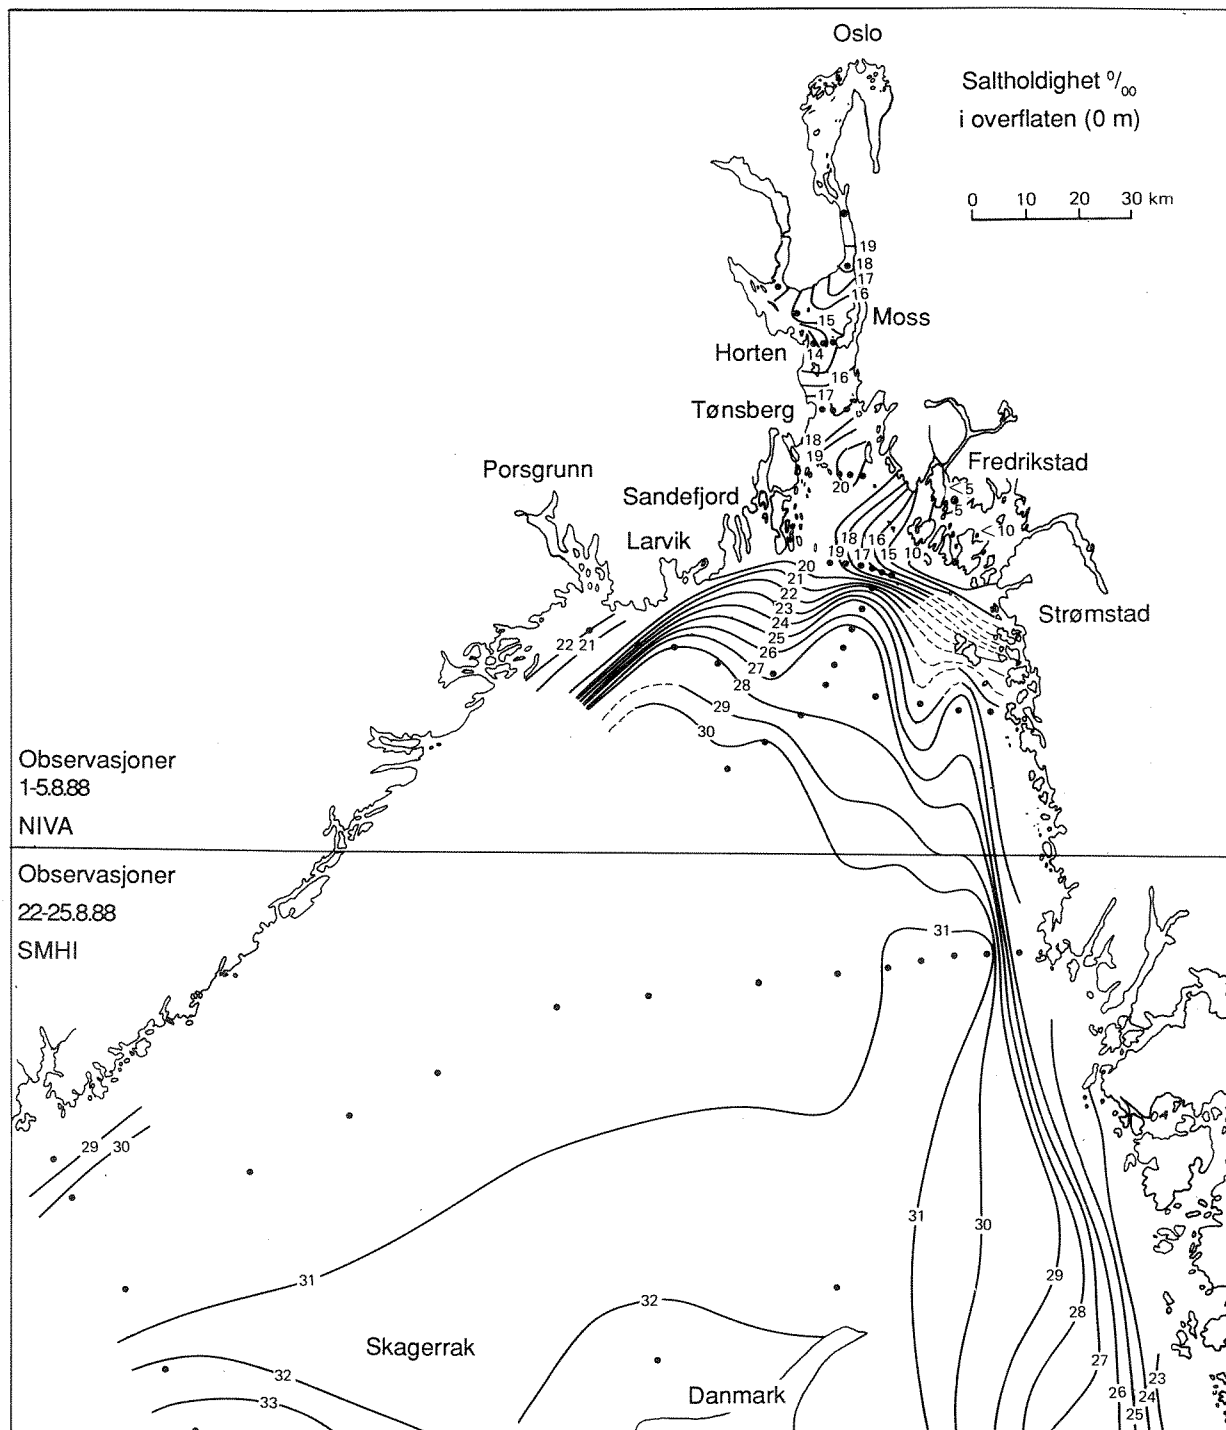 Oslo
Saltholdighet ⁰/₀₀
i overflaten (0 m)
0 10 20 30 km
19
18
17
16
15
Moss
Horten
14
16
17
Tønsberg
18
19
20
Fredrikstad
<5
5
<10
Porsgrunn
Sandefjord
Larvik
18 16
19 17 15 10
20
21
22
23
24
25
26
27
28
29
30
22 21
Strømstad
Observasjoner
1-5.8.88
NIVA
Observasjoner
22-25.8.88
SMHI
31
29 30
31 30
29
28
27
26
25
24
23
31
32
Skagerrak
32
33
Danmark